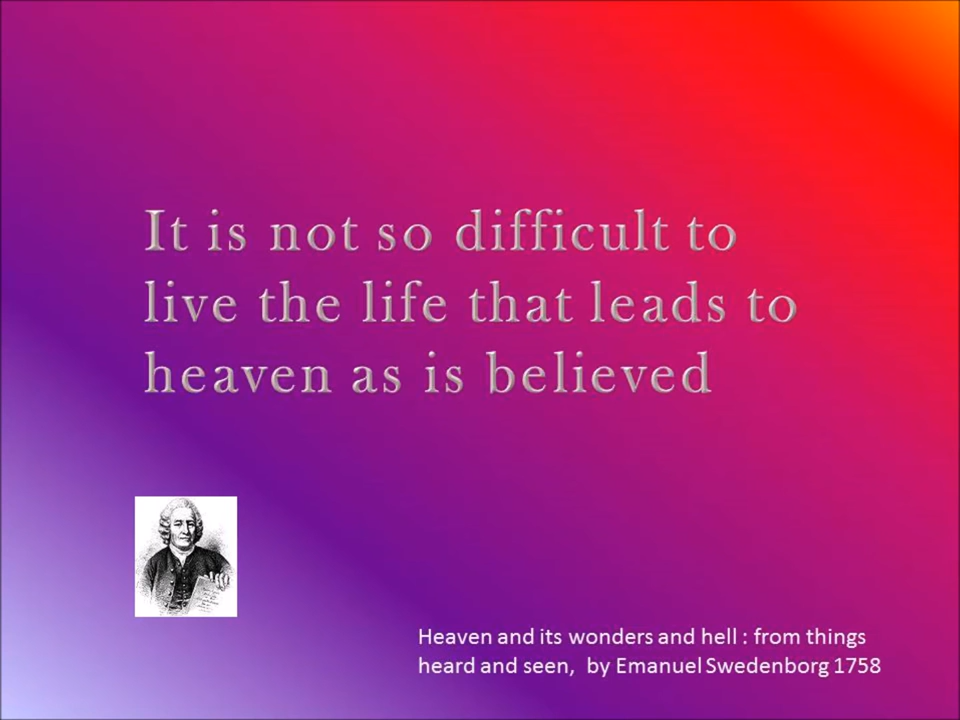 It is not so difficult to
live the life that leads to
heaven as is believed
Heaven and its wonders and hell : from things
heard and seen, by Emanuel Swedenborg 1758